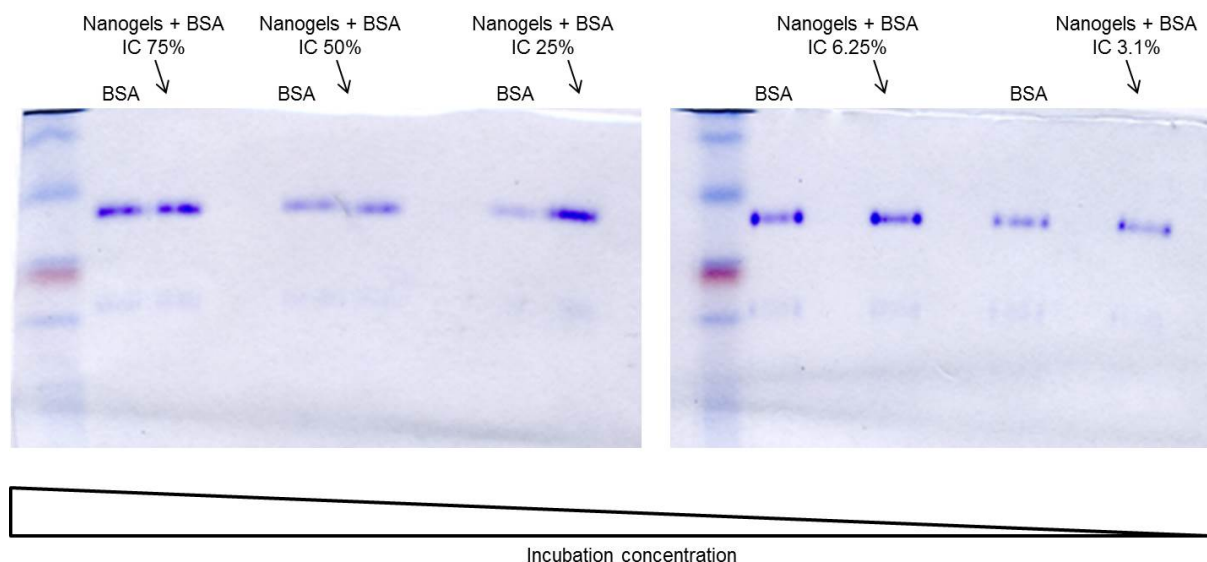 Nanogels + BSA
IC 75%
Nanogels + BSA
IC 50%
Nanogels + BSA
IC 25%
Nanogels + BSA
IC 6.25%
Nanogels + BSA
IC 3.1%
BSA
BSA
BSA
BSA
BSA
Incubation concentration